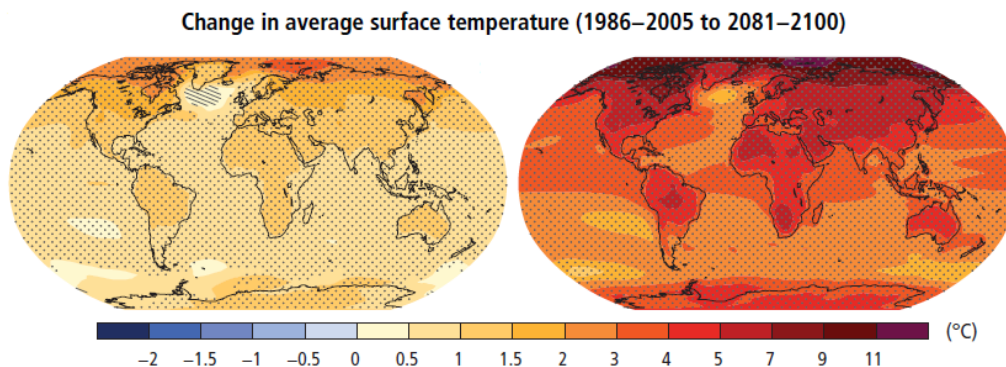 Change in average surface temperature (1986–2005 to 2081–2100)
(°C)
−2 −1.5 −1 −0.5 0 0.5 1 1.5 2 3 4 5 7 9 11